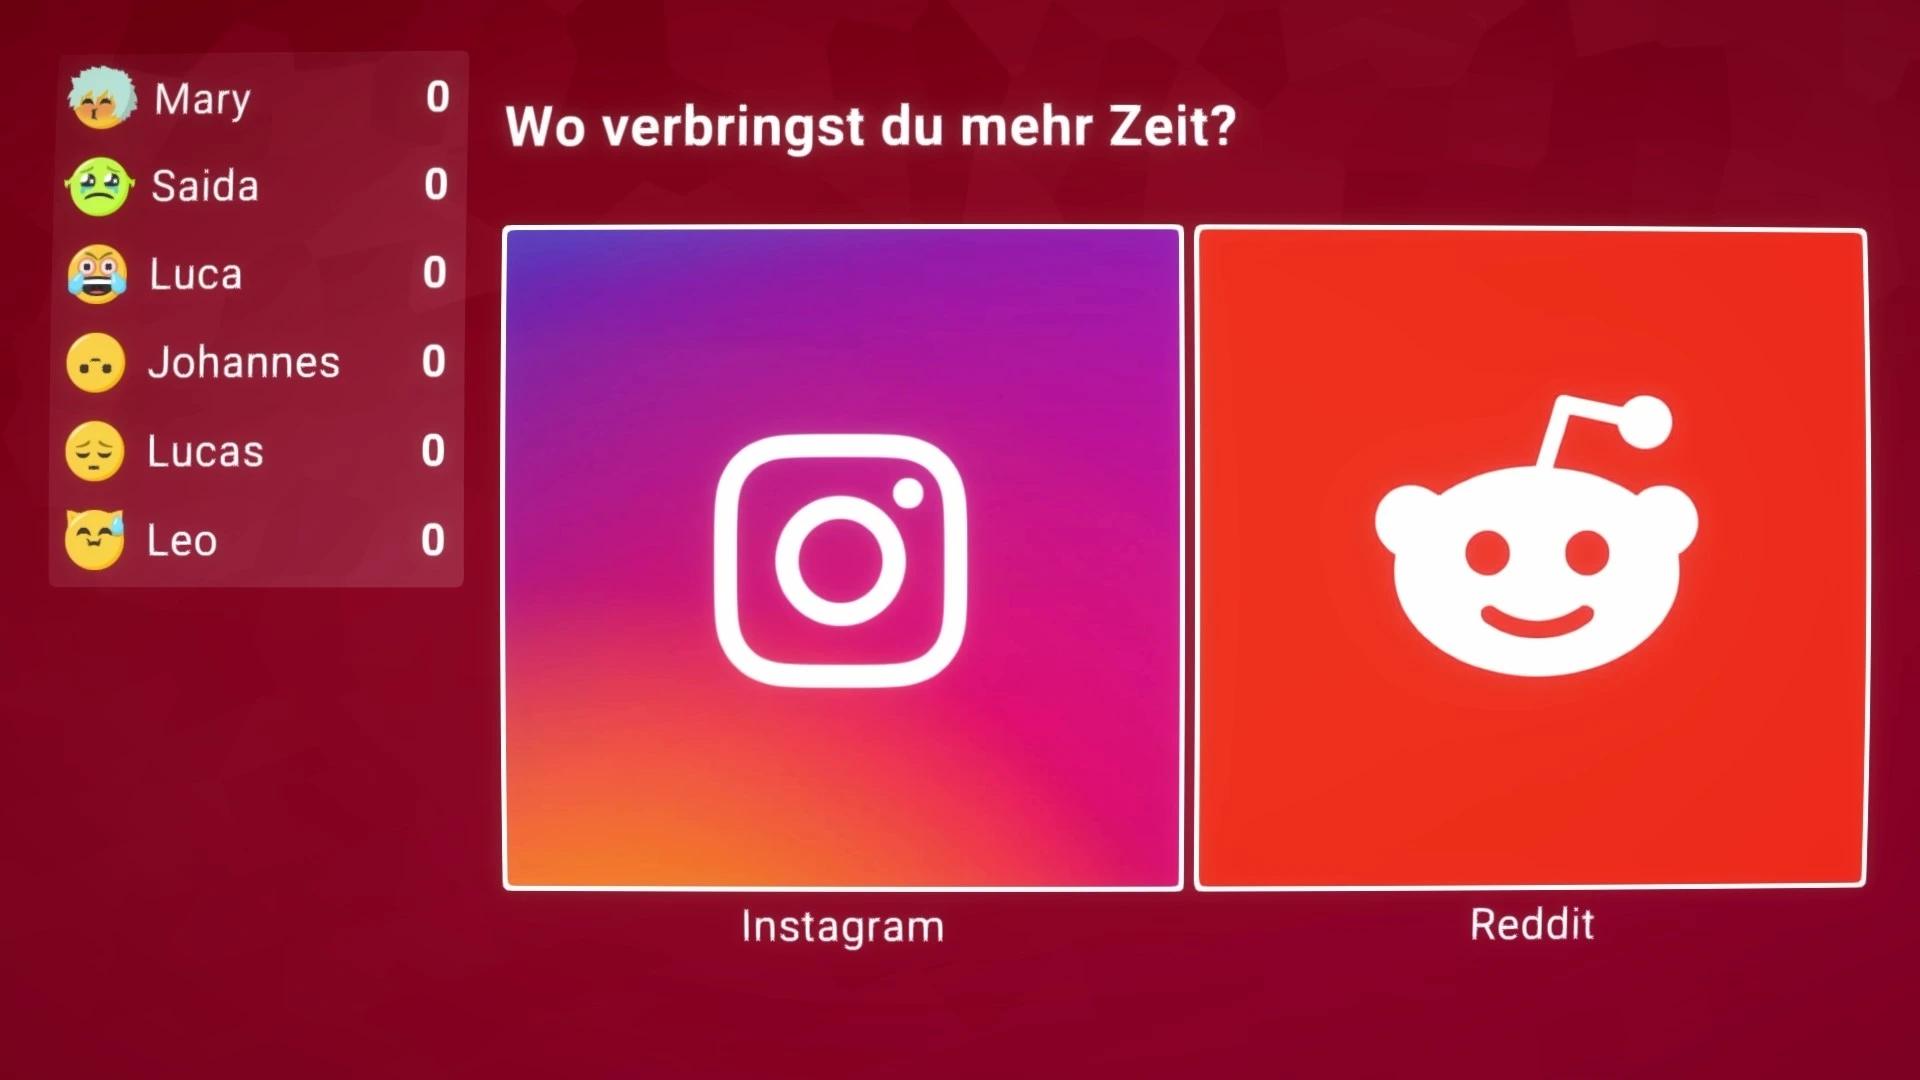 Mary 0
Saida 0
Luca 0
Johannes 0
Lucas 0
Leo 0
Wo verbringst du mehr Zeit?
Instagram
Reddit